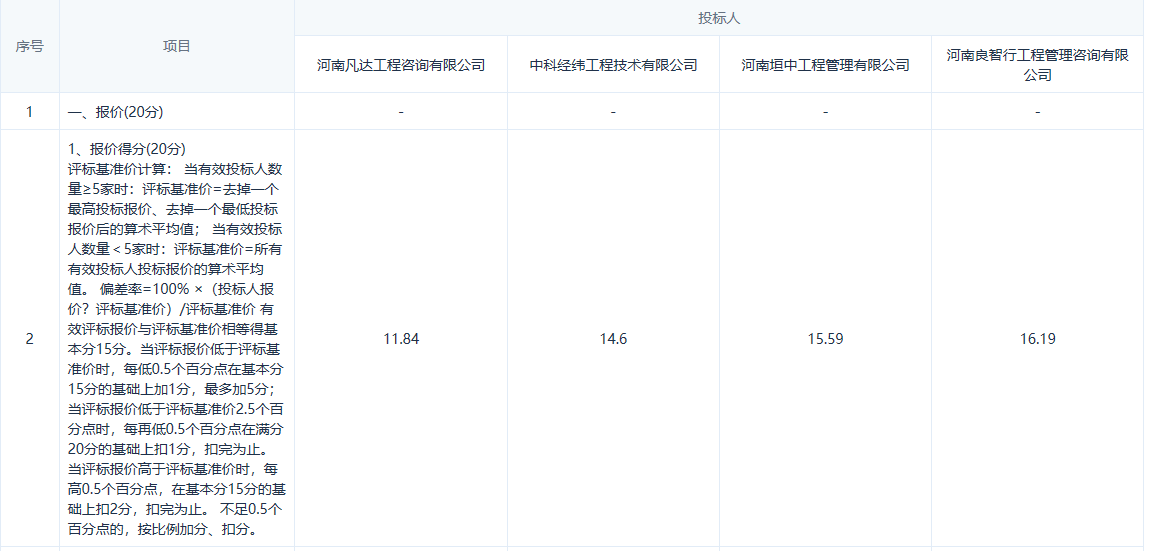 序号
项目
投标人
河南凡达工程咨询有限公司
中科经纬工程技术有限公司
河南垣中工程管理有限公司
河南良智行工程管理咨询有限
公司
1
一、报价(20分)
-
-
-
-
2
1、报价得分(20分)
评标基准价计算： 当有效投标人数
量≥5家时：评标基准价=去掉一个
最高投标报价、去掉一个最低投标
报价后的算术平均值； 当有效投标
人数量＜5家时：评标基准价=所有
有效投标人投标报价的算术平均
值。 偏差率=100% ×（投标人报
价？评标基准价）/评标基准价 有
效评标报价与评标基准价相等得基
本分15分。当评标报价低于评标基
准价时，每低0.5个百分点在基本分
15分的基础上加1分，最多加5分；
当评标报价低于评标基准价2.5个百
分点时，每再低0.5个百分点在满分
20分的基础上扣1分，扣完为止。
当评标报价高于评标基准价时，每
高0.5个百分点，在基本分15分的基
础上扣2分，扣完为止。 不足0.5个
百分点的，按比例加分、扣分。
11.84
14.6
15.59
16.19